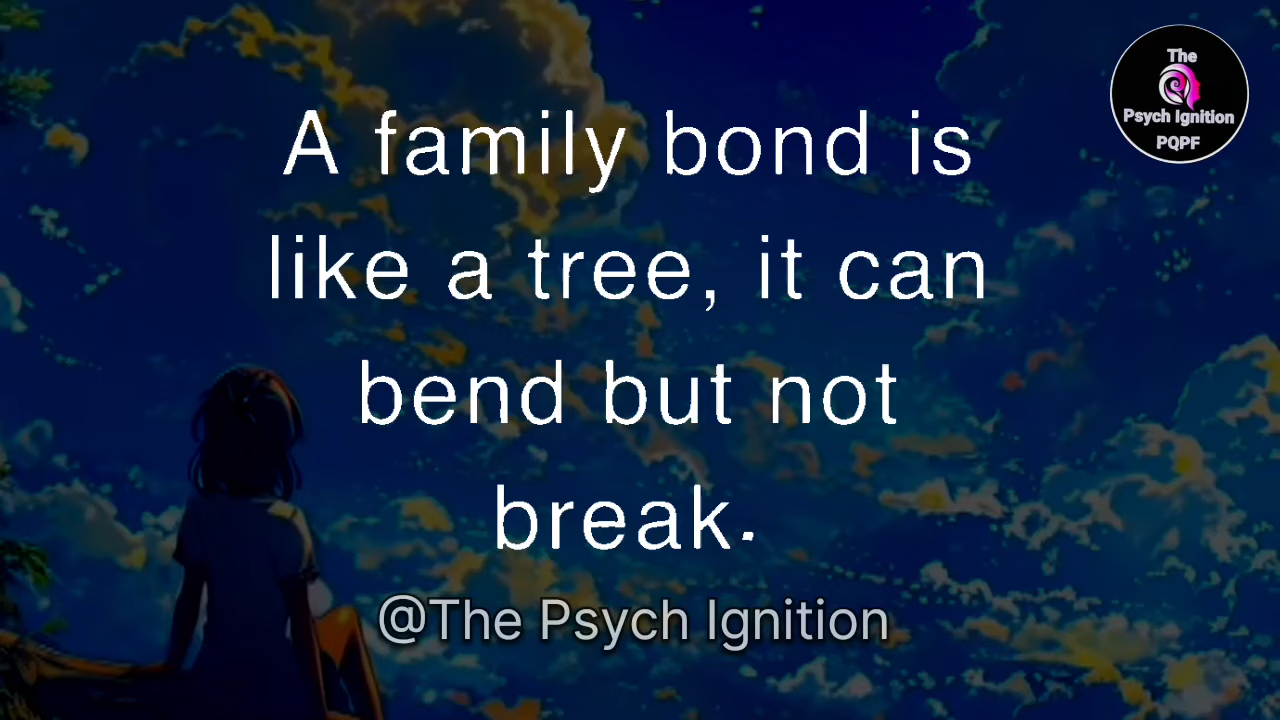 The
Psych Ignition
PQPF
A family bond is
like a tree, it can
bend but not
break.
@The Psych Ignition